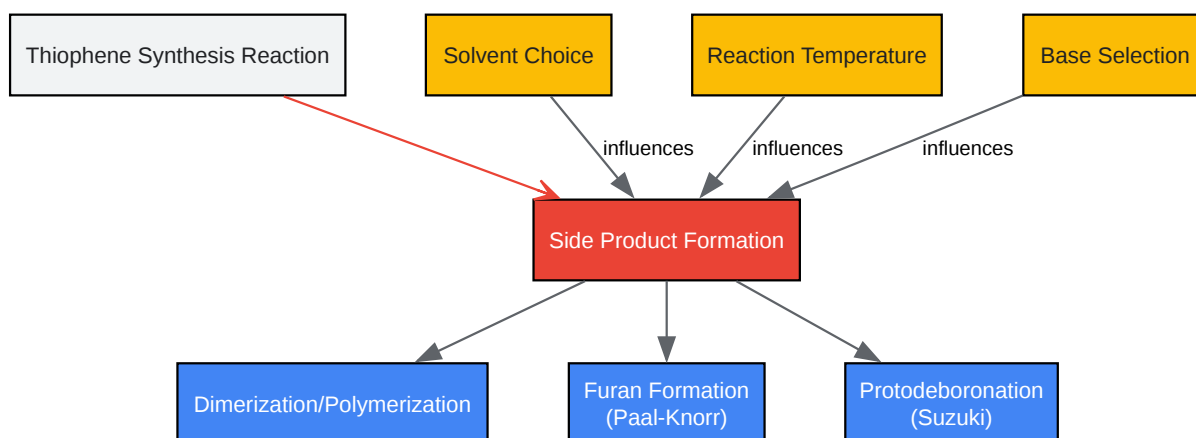 Thiophene Synthesis Reaction
Solvent Choice
Reaction Temperature
Base Selection
influences
influences
influences
Side Product Formation
Dimerization/Polymerization
Furan Formation
(Paal-Knorr)
Protodeboronation
(Suzuki)